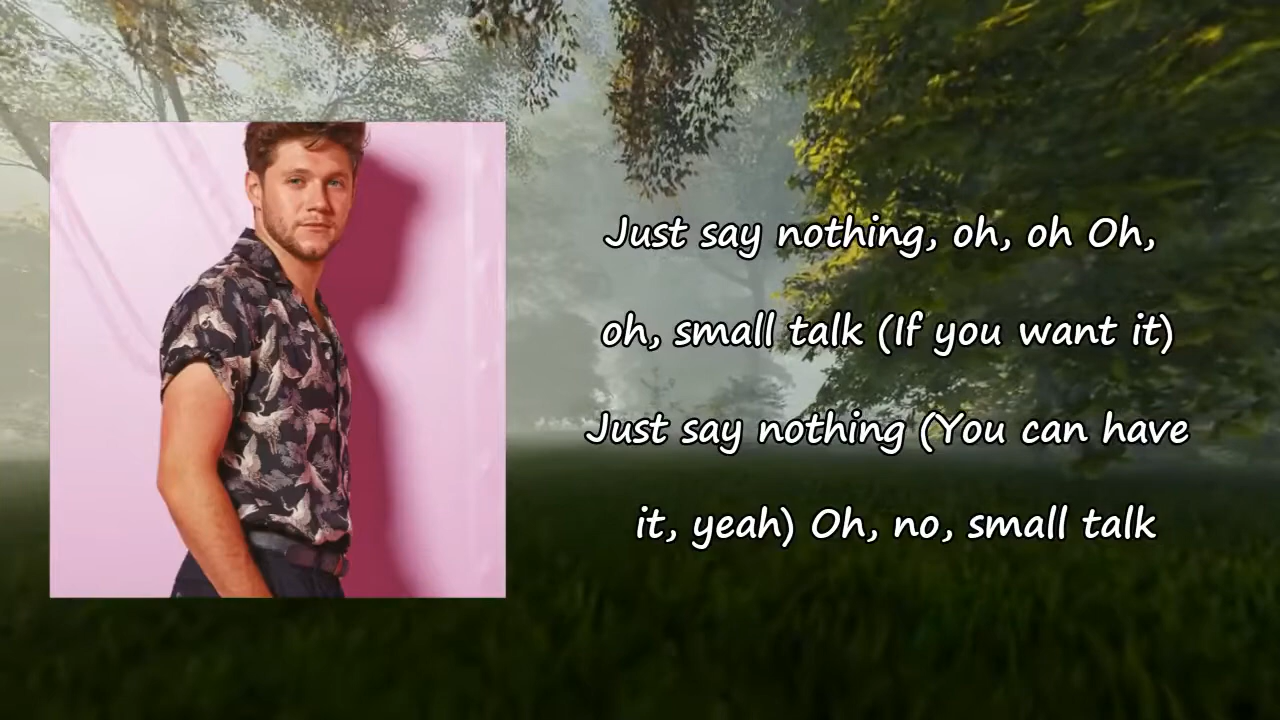 Just say nothing, oh, oh Oh,
oh, small talk (If you want it)
Just say nothing (You can have
it, yeah) Oh, no, small talk